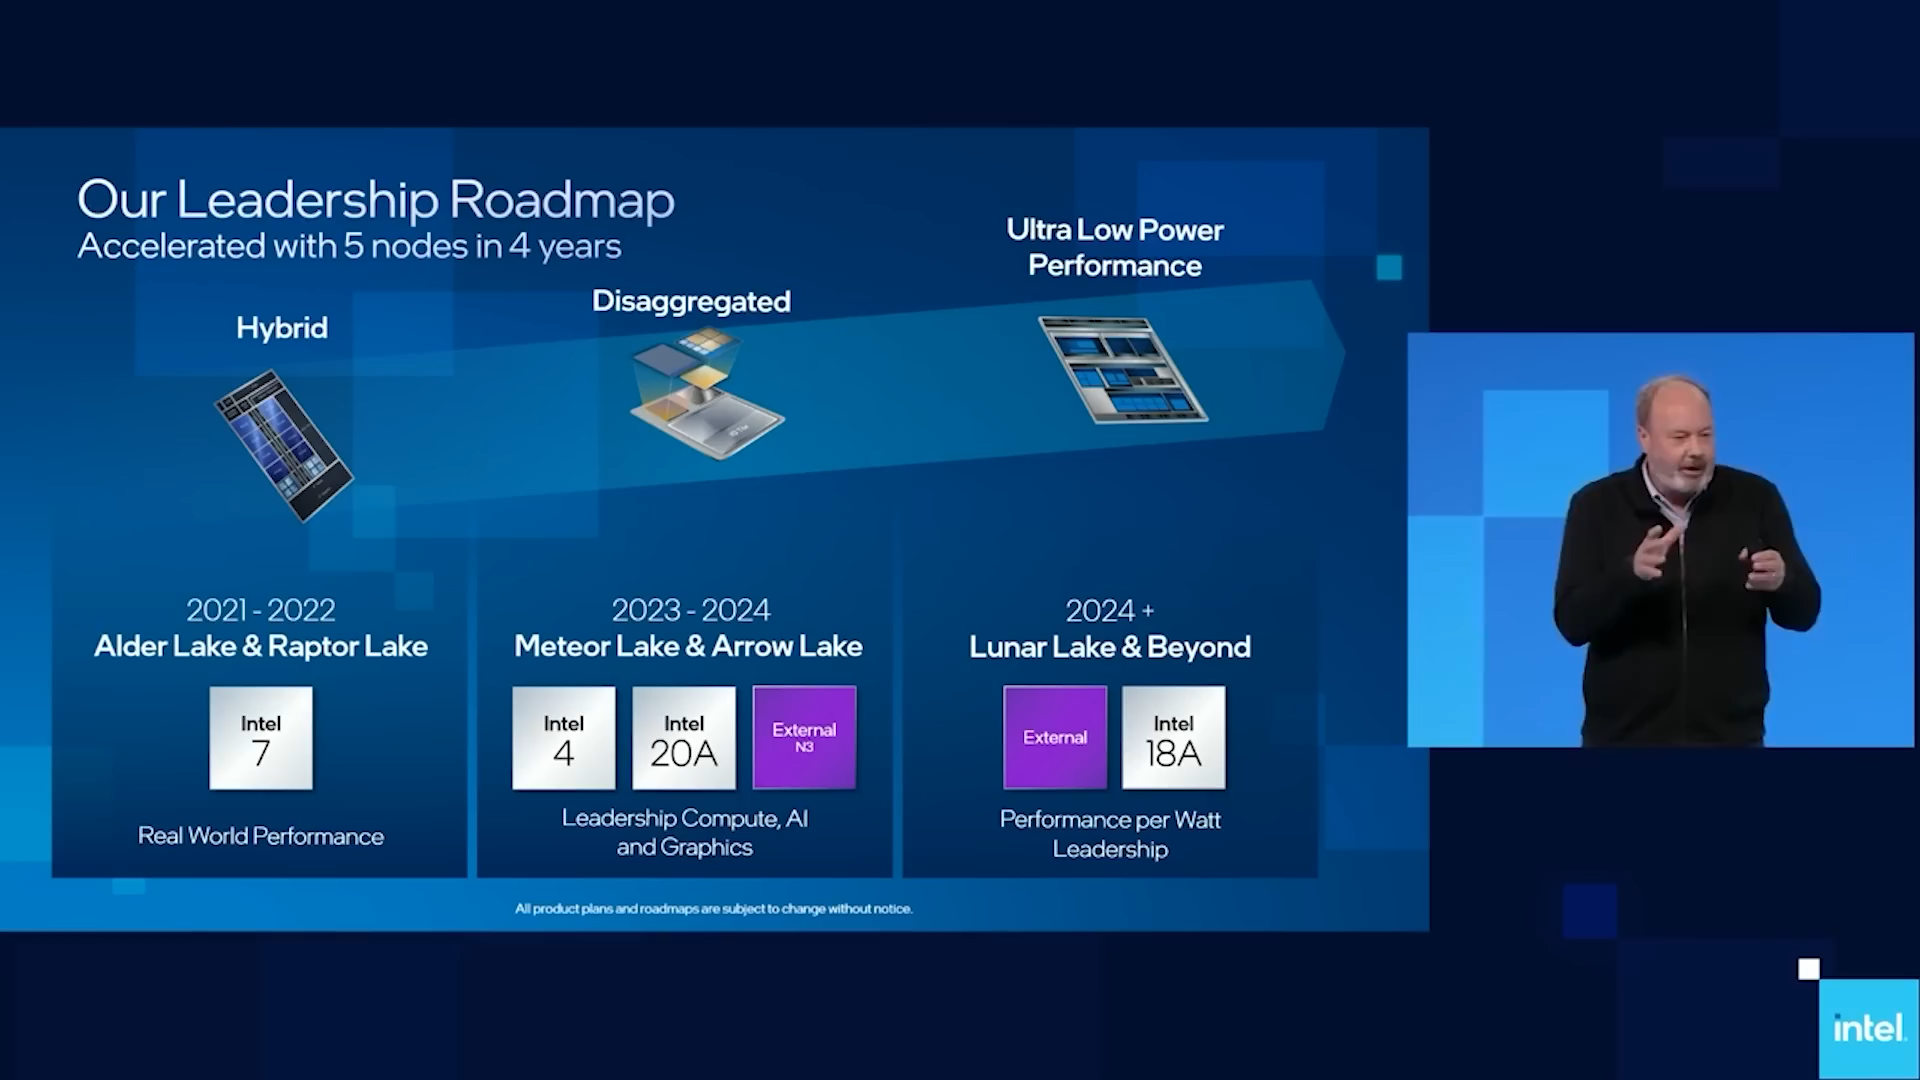 Our Leadership Roadmap
Accelerated with 5 nodes in 4 years
Hybrid
Disaggregated
Ultra Low Power
Performance
2021 - 2022
Alder Lake & Raptor Lake
Intel
7
Real World Performance
2023 - 2024
Meteor Lake & Arrow Lake
Intel
4
Intel
20A
External
N3
Leadership Compute, AI
and Graphics
2024 +
Lunar Lake & Beyond
External
Intel
18A
Performance per Watt
Leadership
All product plans and roadmaps are subject to change without notice.
intel.